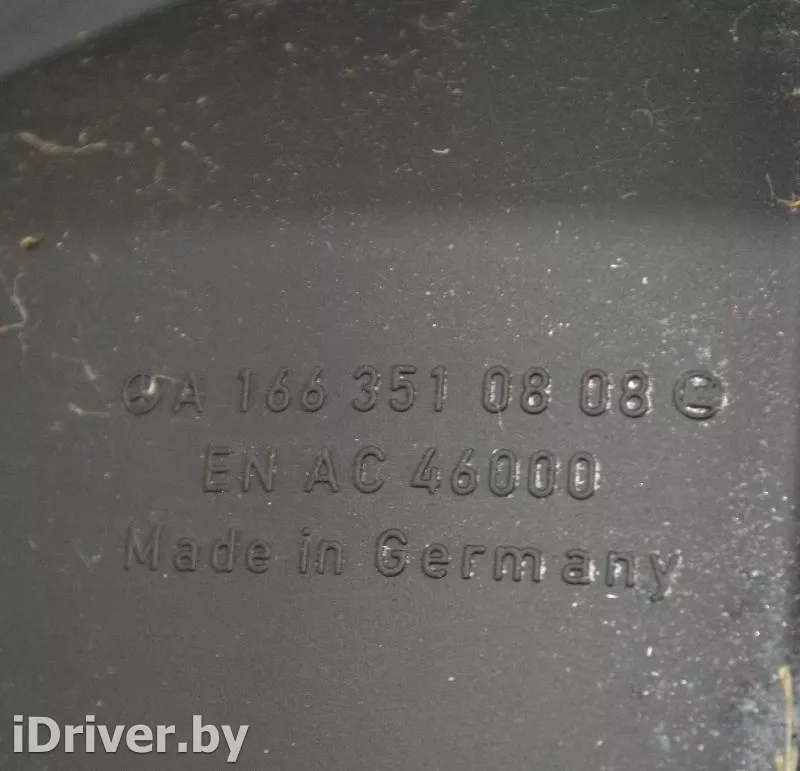 A 166 351 08 08
EN AC 46000
Made in Germany
iDriver.by